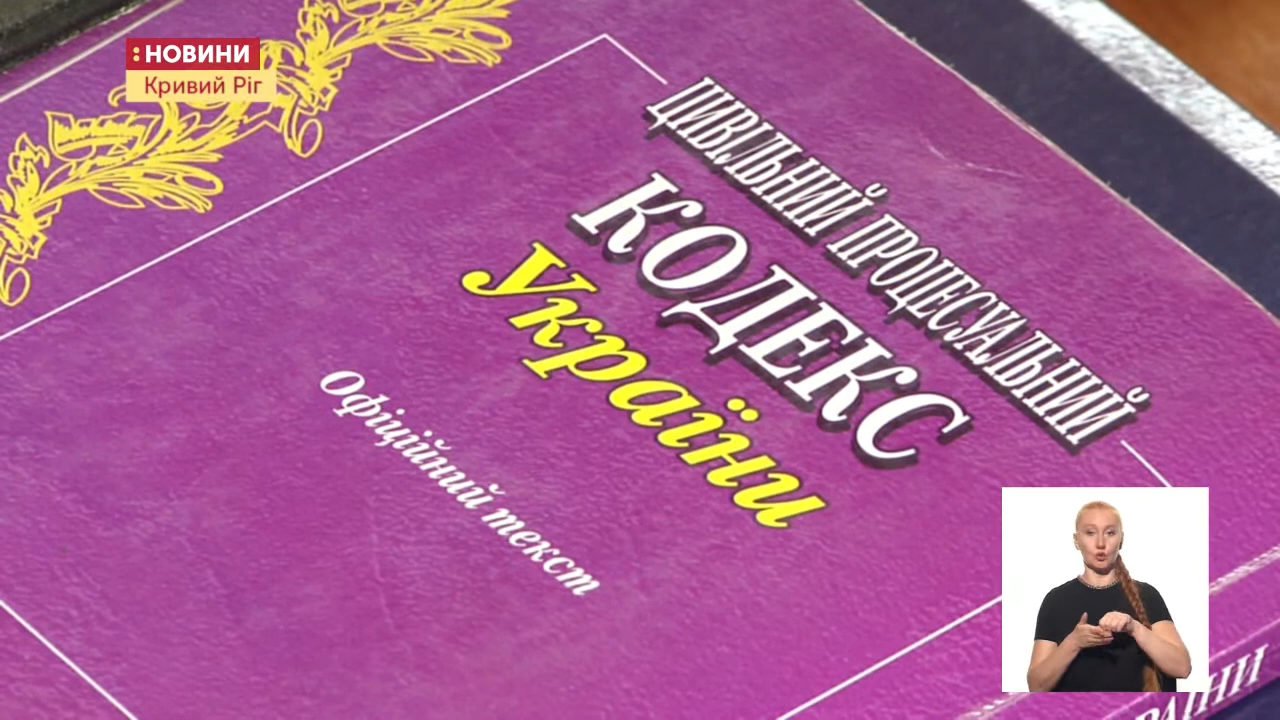 :НОВИНИ
Кривий Ріг
ЦИВІЛЬНИЙ ПРОЦЕСУАЛЬНИЙ
КОДЕКС
України
Офіційний текст